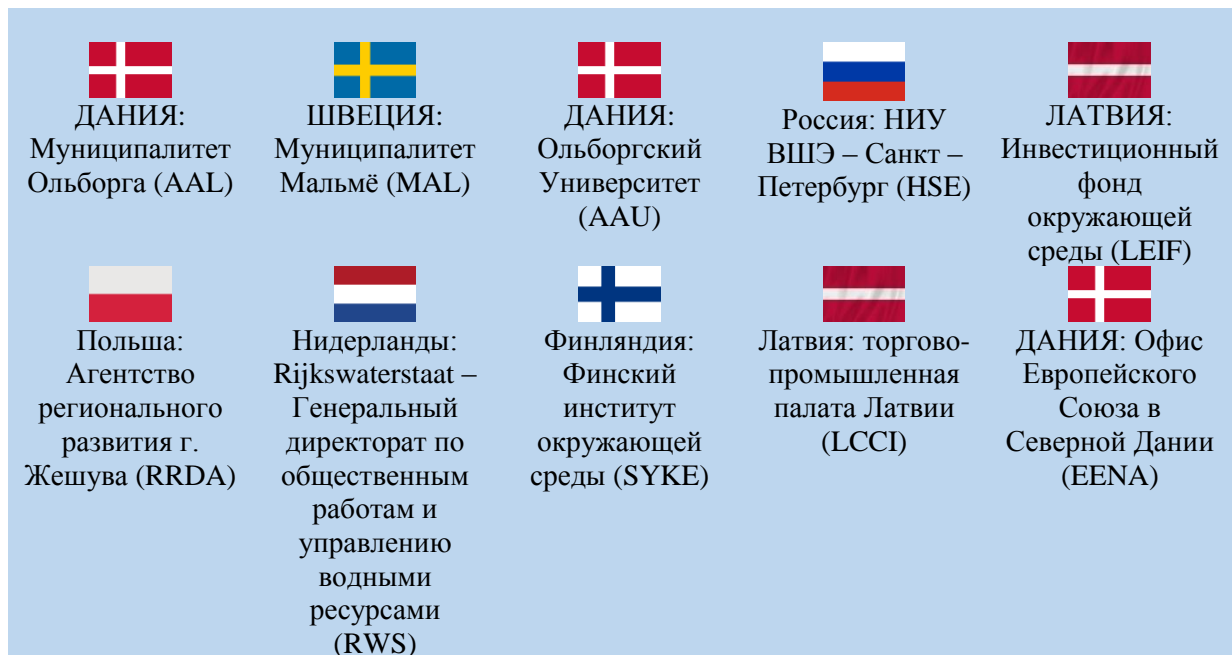 ДАНИЯ:
Муниципалитет
Ольборга (AAL)
ШВЕЦИЯ:
Муниципалитет
Мальмё (MAL)
ДАНИЯ:
Ольборгский
Университет
(AAU)
Россия: НИУ
ВШЭ – Санкт –
Петербург (HSE)
ЛАТВИЯ:
Инвестиционный
фонд
окружающей
среды (LEIF)
Польша:
Агентство
регионального
развития г.
Жешува (RRDA)
Нидерланды:
Rijkswaterstaat –
Генеральный
директорат по
общественным
работам и
управлению
водными
ресурсами
(RWS)
Финляндия:
Финский
институт
окружающей
среды (SYKE)
Латвия: торгово-
промышленная
палата Латвии
(LCCI)
ДАНИЯ: Офис
Европейского
Союза в
Северной Дании
(EENA)